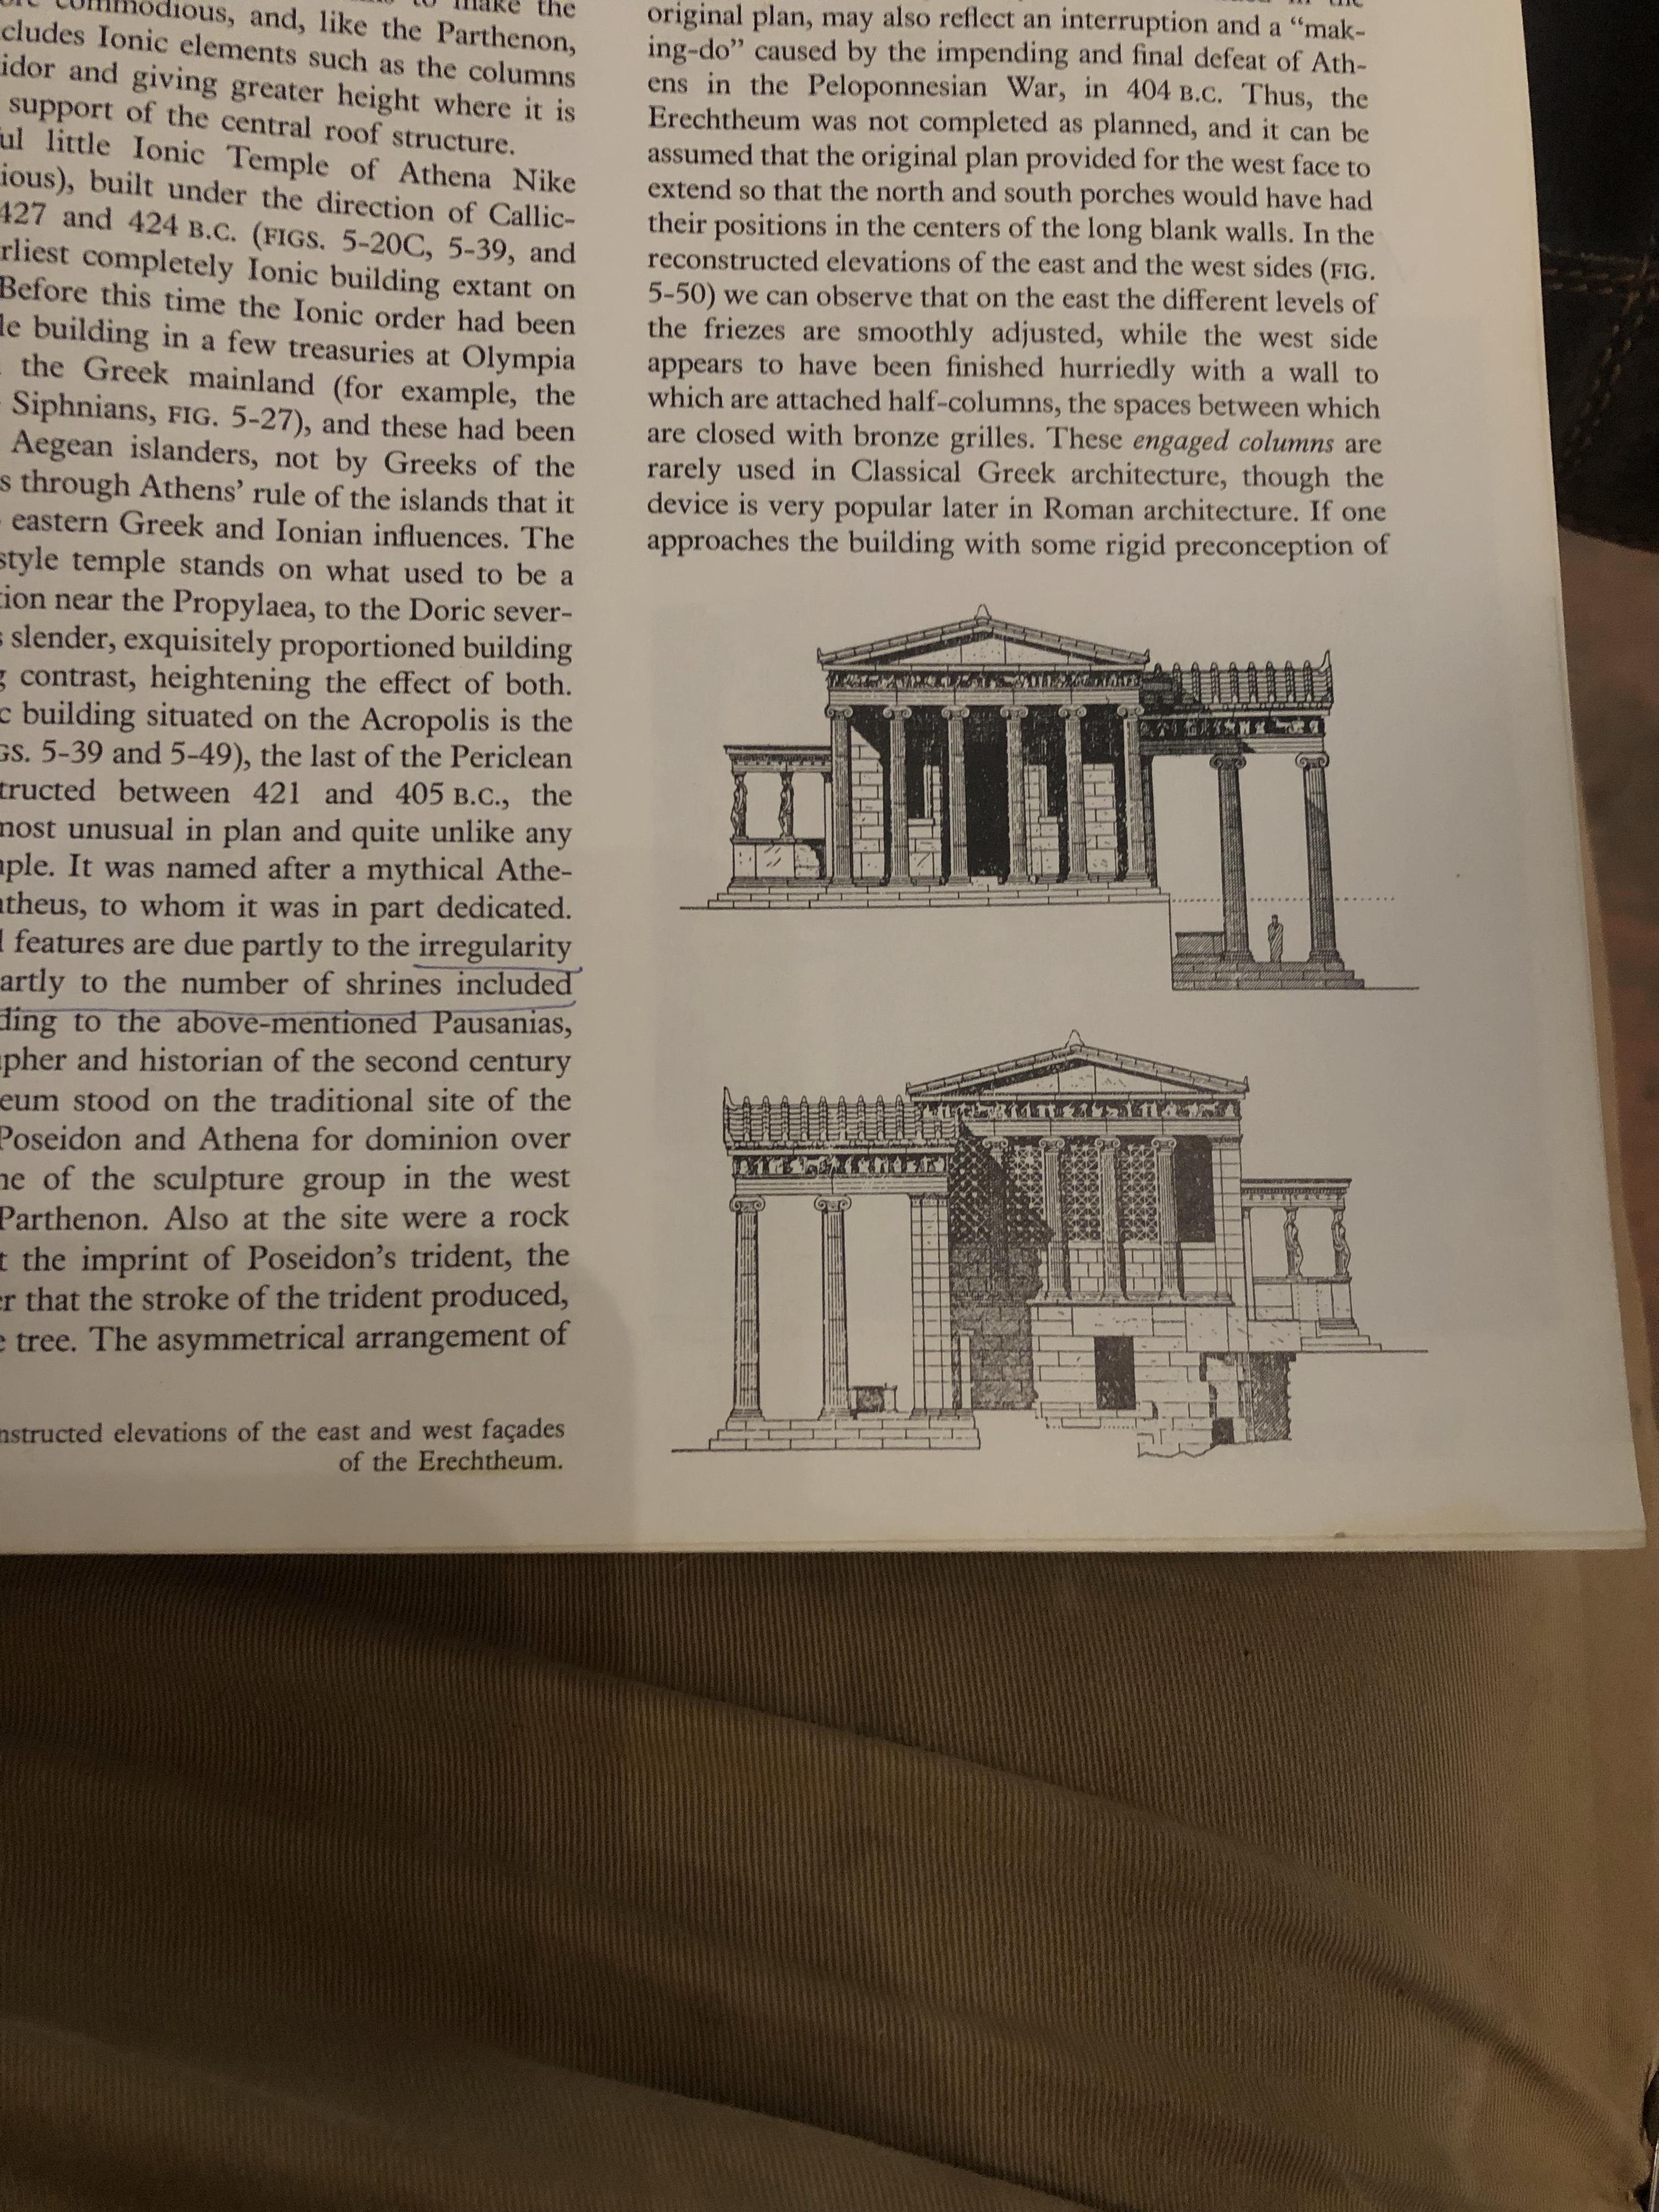 commodious, and, like the Parthenon,
cludes Ionic elements such as the columns
idor and giving greater height where it is
support of the central roof structure.
ul little Ionic Temple of Athena Nike
ious), built under the direction of Callic-
427 and 424 B.C. (FIGS. 5-20C, 5-39, and
rliest completely Ionic building extant on
Before this time the Ionic order had been
le building in a few treasuries at Olympia
the Greek mainland (for example, the
Siphnians, FIG. 5-27), and these had been
Aegean islanders, not by Greeks of the
s through Athens' rule of the islands that it
eastern Greek and Ionian influences. The
style temple stands on what used to be a
tion near the Propylaea, to the Doric sever-
s slender, exquisitely proportioned building
g contrast, heightening the effect of both.
c building situated on the Acropolis is the
GS. 5-39 and 5-49), the last of the Periclean
tructed between 421 and 405 B.C., the
most unusual in plan and quite unlike any
mple. It was named after a mythical Athe-
theus, to whom it was in part dedicated.
l features are due partly to the irregularity
artly to the number of shrines included
ding to the above-mentioned Pausanias,
pher and historian of the second century
eum stood on the traditional site of the
Poseidon and Athena for dominion over
ne of the sculpture group in the west
Parthenon. Also at the site were a rock
t the imprint of Poseidon's trident, the
er that the stroke of the trident produced,
e tree. The asymmetrical arrangement of
nstructed elevations of the east and west façades
of the Erechtheum.
original plan, may also reflect an interruption and a “mak-
ing-do” caused by the impending and final defeat of Ath-
ens in the Peloponnesian War, in 404 B.C. Thus, the
Erechtheum was not completed as planned, and it can be
assumed that the original plan provided for the west face to
extend so that the north and south porches would have had
their positions in the centers of the long blank walls. In the
reconstructed elevations of the east and the west sides (FIG.
5-50) we can observe that on the east the different levels of
the friezes are smoothly adjusted, while the west side
appears to have been finished hurriedly with a wall to
which are attached half-columns, the spaces between which
are closed with bronze grilles. These engaged columns are
rarely used in Classical Greek architecture, though the
device is very popular later in Roman architecture. If one
approaches the building with some rigid preconception of